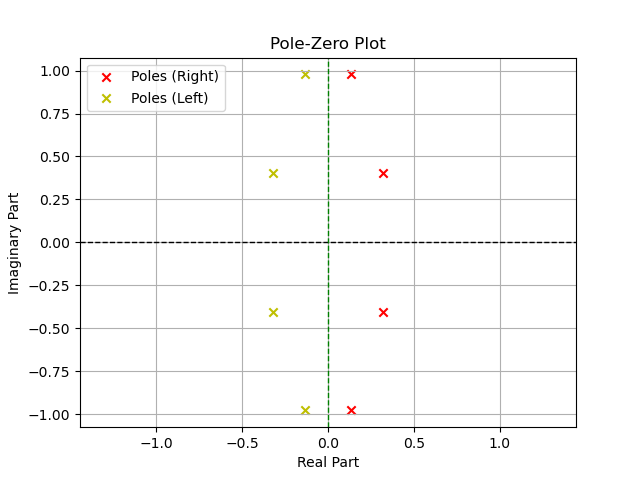 Pole-Zero Plot
Poles (Right)
Poles (Left)
1.00
0.75
0.50
0.25
0.00
−0.25
−0.50
−0.75
−1.00
Imaginary Part
−1.0 −0.5 0.0 0.5 1.0
Real Part